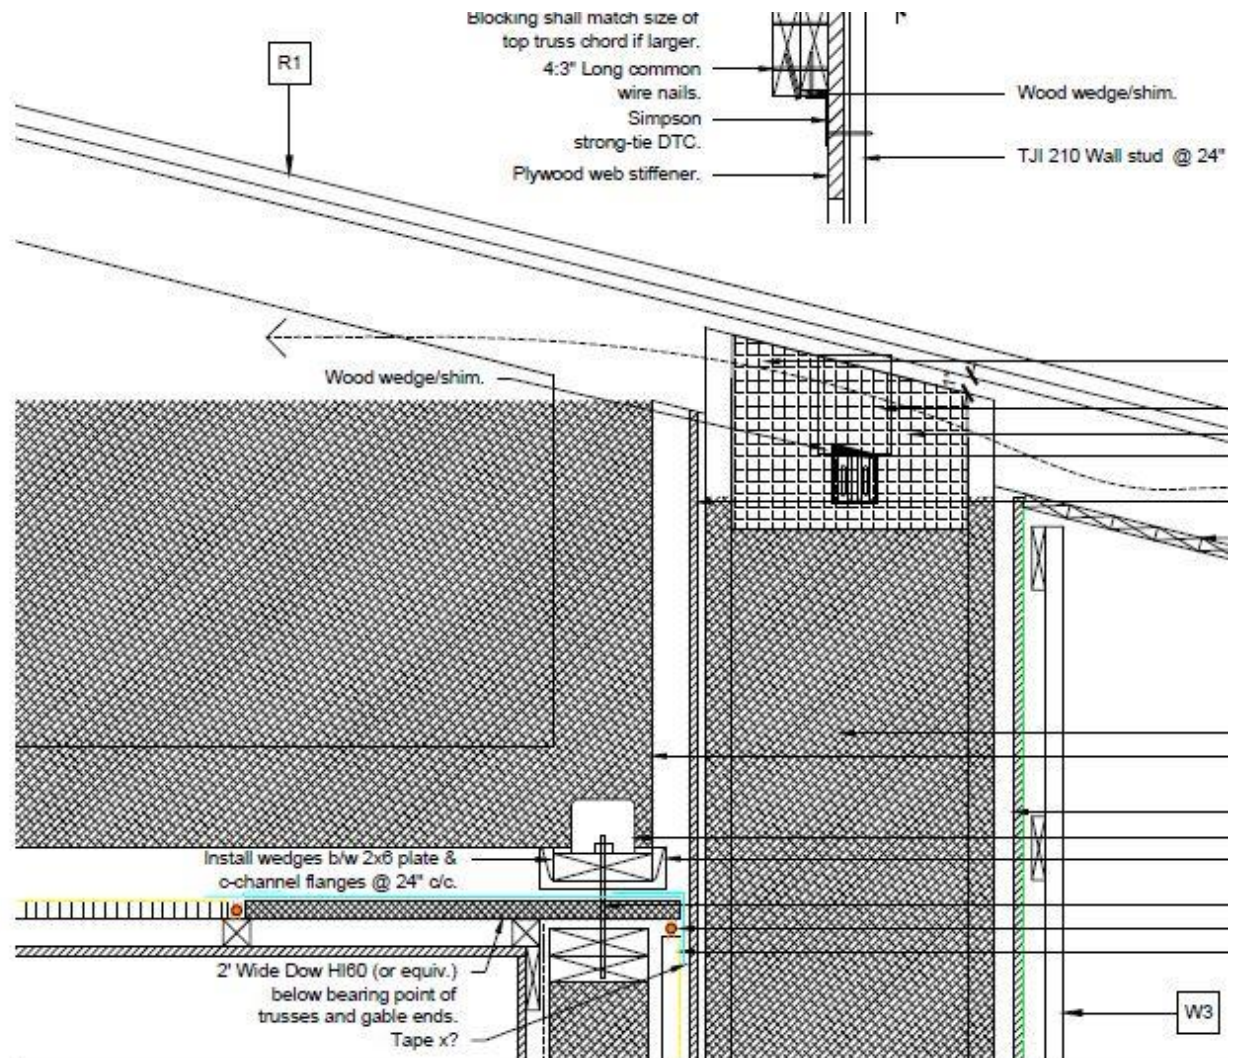 Blocking shall match size of
top truss chord if larger.
4:3" Long common
wire nails.
Simpson
strong-tie DTC.
Plywood web stiffener.
Wood wedge/shim.
TJI 210 Wall stud @ 24"
R1
Wood wedge/shim.
1"
Install wedges b/w 2x6 plate &
c-channel flanges @ 24" c/c.
2' Wide Dow HI60 (or equiv.)
below bearing point of
trusses and gable ends.
Tape x?
W3